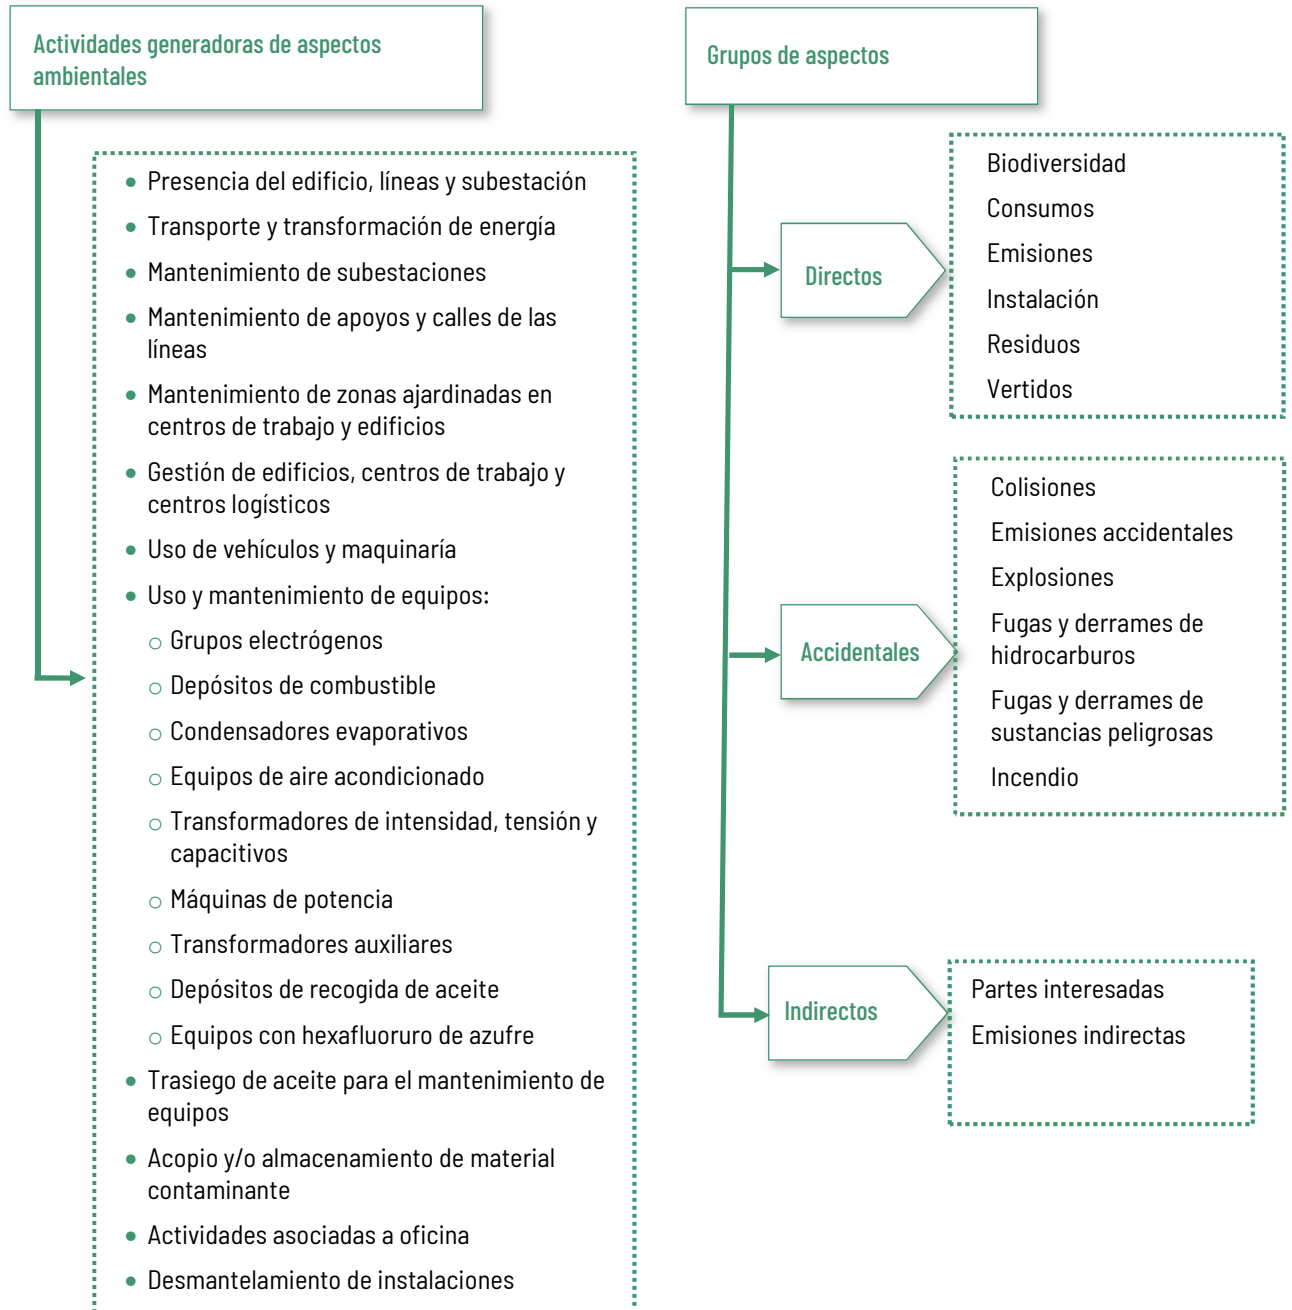 Actividades generadoras de aspectos
ambientales
Presencia del edificio, líneas y subestación
Transporte y transformación de energía
Mantenimiento de subestaciones
Mantenimiento de apoyos y calles de las
líneas
Mantenimiento de zonas ajardinadas en
centros de trabajo y edificios
Gestión de edificios, centros de trabajo y
centros logísticos
Uso de vehículos y maquinaría
Uso y mantenimiento de equipos:
Grupos electrógenos
Depósitos de combustible
Condensadores evaporativos
Equipos de aire acondicionado
Transformadores de intensidad, tensión y
capacitivos
Máquinas de potencia
Transformadores auxiliares
Depósitos de recogida de aceite
Equipos con hexafluoruro de azufre
Trasiego de aceite para el mantenimiento de
equipos
Acopio y/o almacenamiento de material
contaminante
Actividades asociadas a oficina
Desmantelamiento de instalaciones
Grupos de aspectos
Directos
Biodiversidad
Consumos
Emisiones
Instalación
Residuos
Vertidos
Accidentales
Colisiones
Emisiones accidentales
Explosiones
Fugas y derrames de
hidrocarburos
Fugas y derrames de
sustancias peligrosas
Incendio
Indirectos
Partes interesadas
Emisiones indirectas